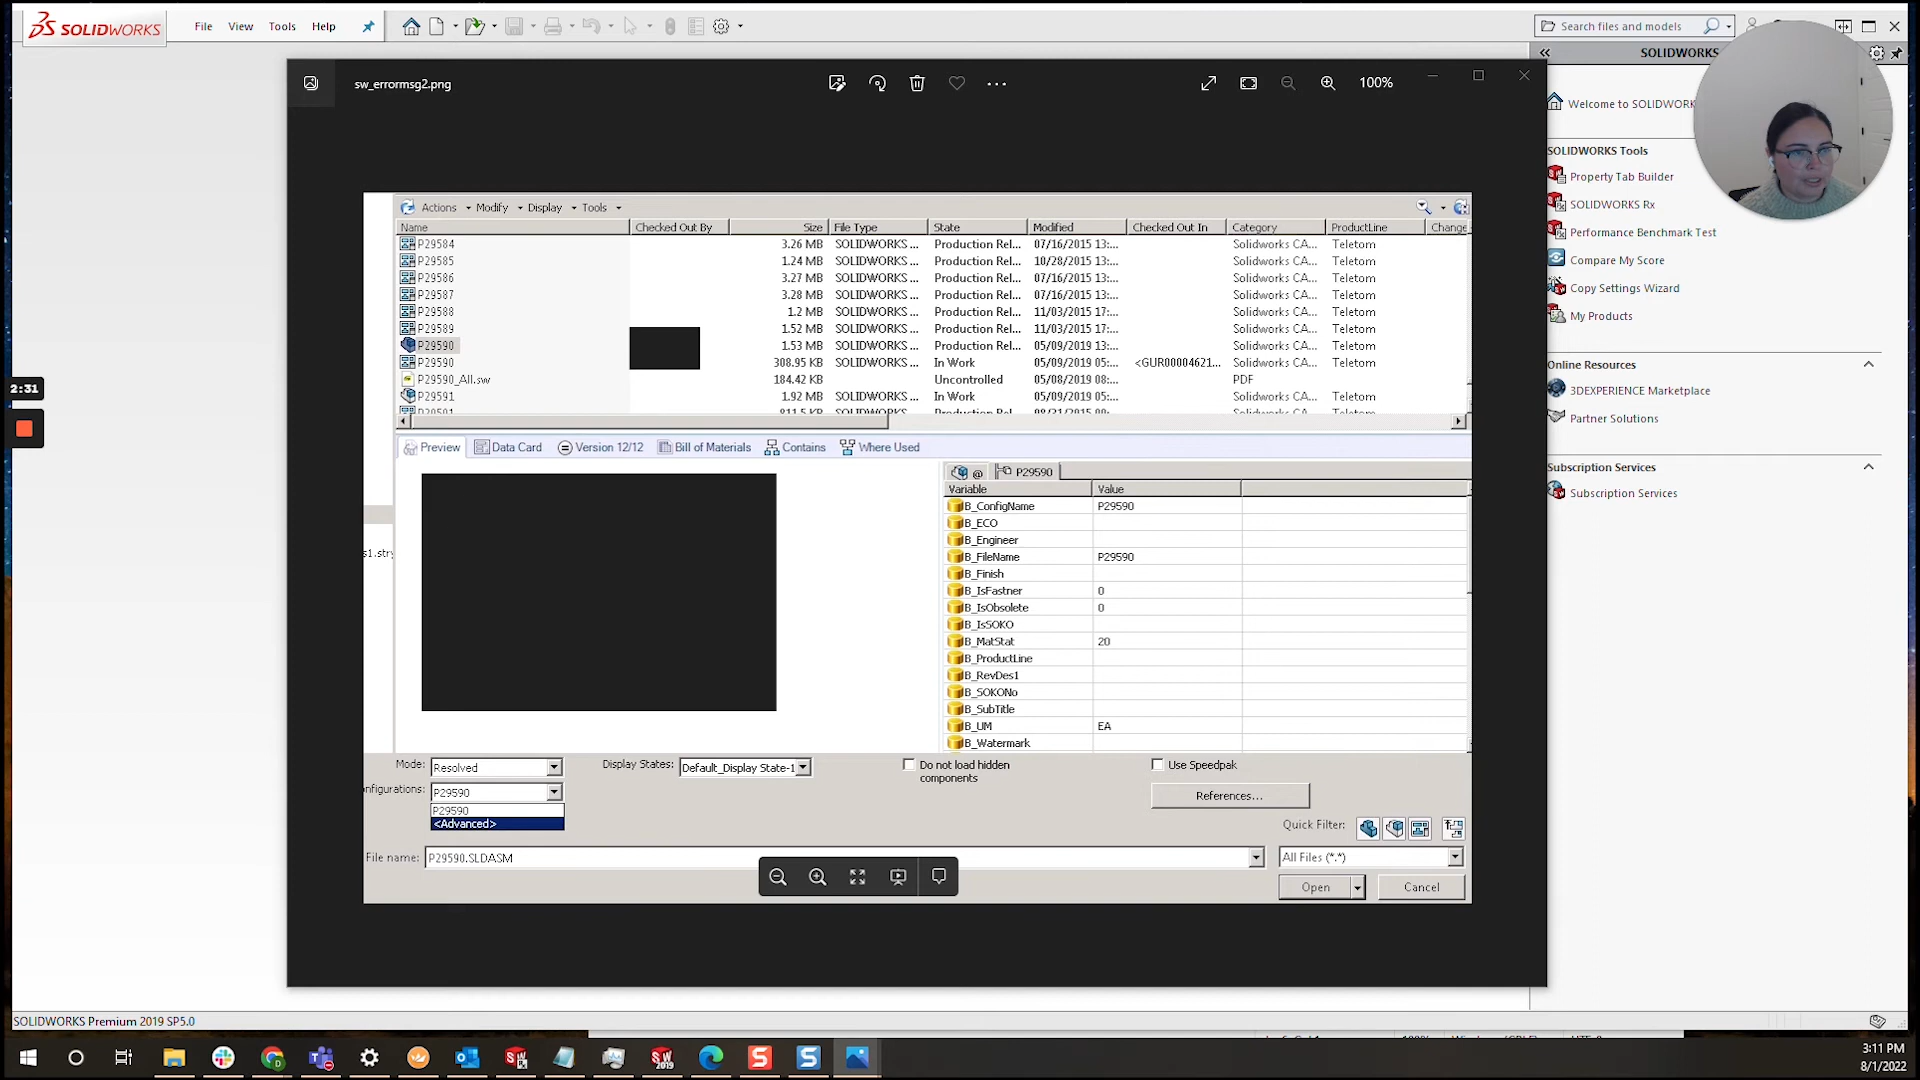 SOLIDWORKS
File View Tools Help
Search files and models
SOLIDWORKS
sw_errormsg2.png
100%
Welcome to SOLIDWORK
SOLIDWORKS Tools
Property Tab Builder
SOLIDWORKS Rx
Performance Benchmark Test
Compare My Score
Copy Settings Wizard
My Products
Online Resources
3DEXPERIENCE Marketplace
Partner Solutions
Subscription Services
Subscription Services
2:31
Actions Modify Display Tools
Name Checked Out By Size File Type State Modified Checked Out In Category ProductLine Change
P29584 3.26 MB SOLIDWORKS ... Production Rel... 07/16/2015 13:... Solidworks CA... Teletom
P29585 1.24 MB SOLIDWORKS ... Production Rel... 10/28/2015 13:... Solidworks CA... Teletom
P29586 3.27 MB SOLIDWORKS ... Production Rel... 07/16/2015 13:... Solidworks CA... Teletom
P29587 3.28 MB SOLIDWORKS ... Production Rel... 07/16/2015 13:... Solidworks CA... Teletom
P29588 1.2 MB SOLIDWORKS ... Production Rel... 11/03/2015 17:... Solidworks CA... Teletom
P29589 1.52 MB SOLIDWORKS ... Production Rel... 11/03/2015 17:... Solidworks CA... Teletom
P29590 1.53 MB SOLIDWORKS ... Production Rel... 05/09/2019 13:... Solidworks CA... Teletom
P29590 308.95 KB SOLIDWORKS ... In Work 05/09/2019 05:... <GUR00004621... Solidworks CA... Teletom
P29590_All.sw 184.42 KB Uncontrolled 05/08/2019 08:... PDF
P29591 1.92 MB SOLIDWORKS ... In Work 05/09/2019 05:... Solidworks CA... Teletom
Preview Data Card Version 12/12 Bill of Materials Contains Where Used
@ P29590
Variable Value
B_ConfigName P29590
B_ECO
B_Engineer
B_FileName P29590
B_Finish
B_IsFastner 0
B_IsObsolete 0
B_IsSOKO
B_MatStat 20
B_ProductLine
B_RevDes1
B_SOKONo
B_SubTitle
B_UM EA
B_Watermark
s1.stry
Mode: Resolved Display States: Default_Display State-1 Do not load hidden components Use Speedpak
nfigurations: P29590 References...
P29590
<Advanced>
Quick Filter:
File name: P29590.SLDASM All Files (*.*)
Open Cancel
SOLIDWORKS Premium 2019 SP5.0
3:11 PM
8/1/2022